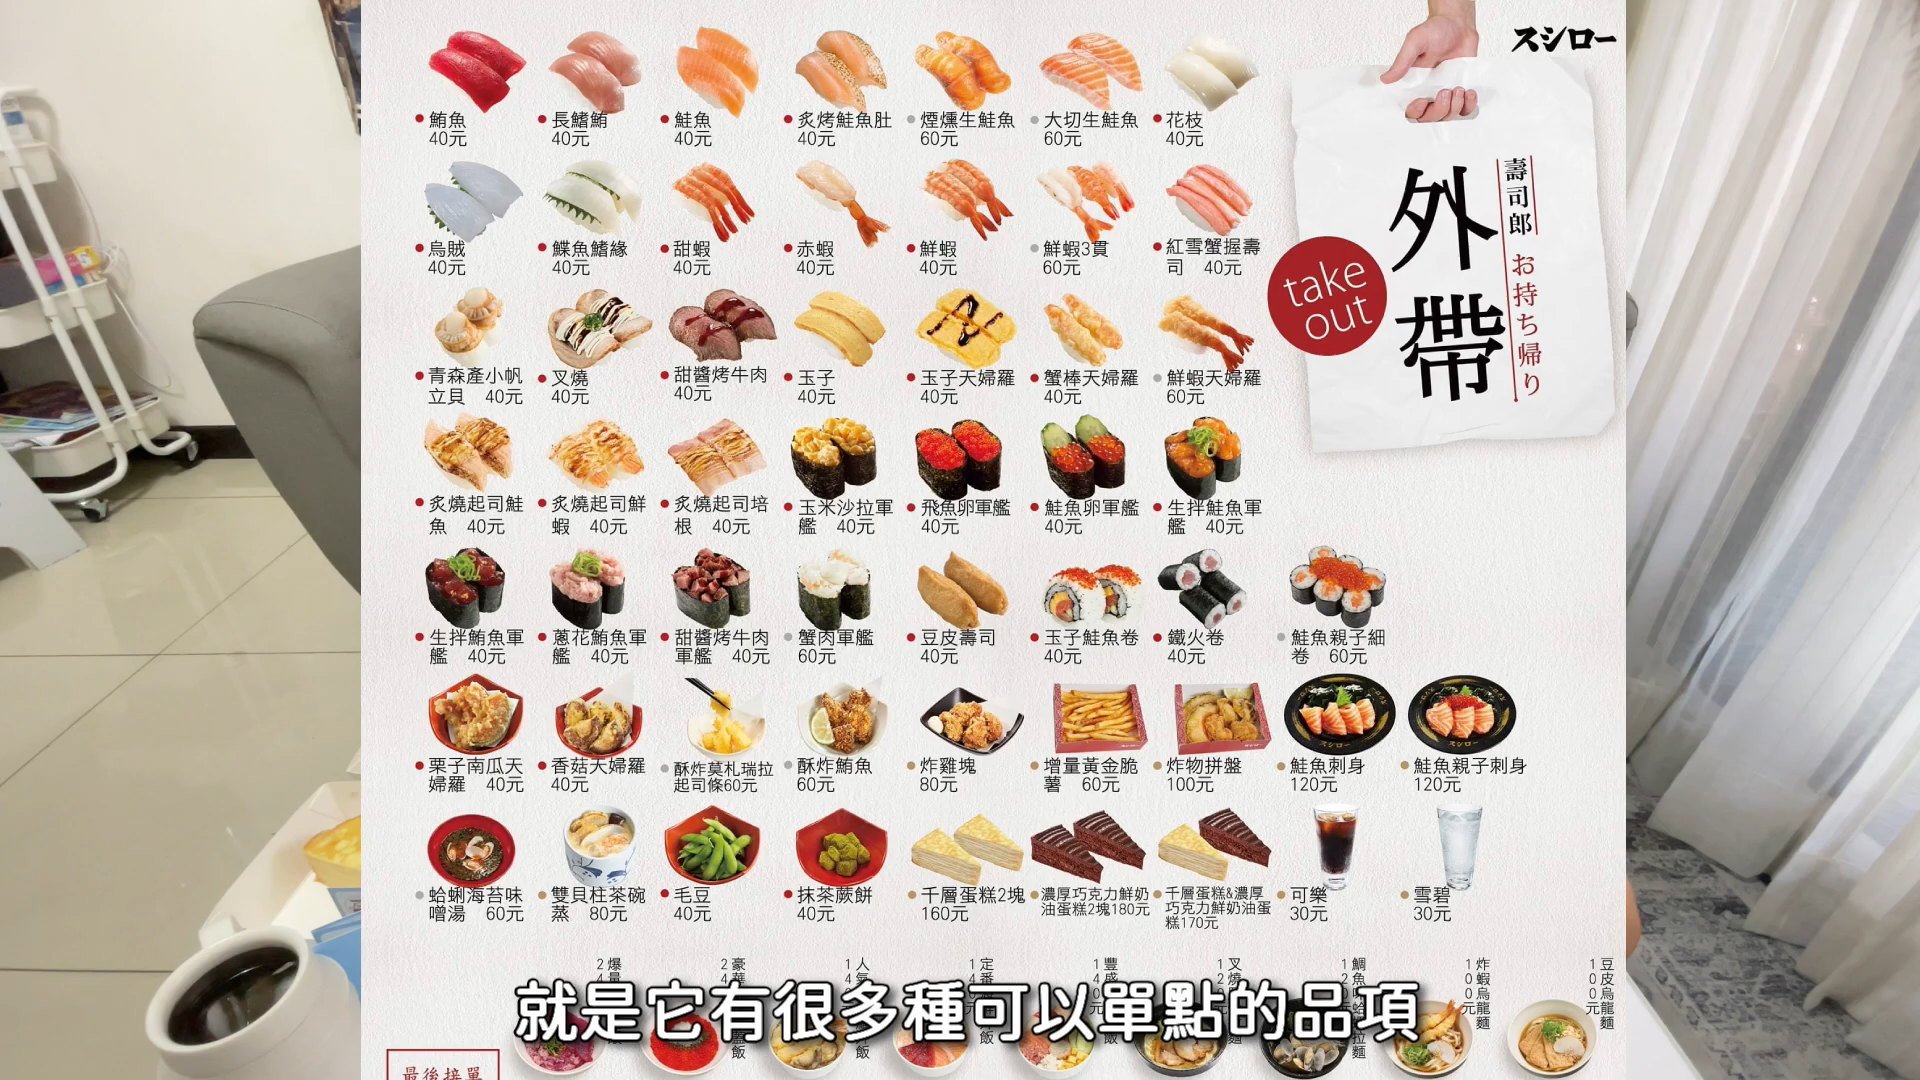 スシロー
壽司郎 お持ち帰り
外帶
take
out
鮪魚
40元
長鰭鮪
40元
鮭魚
40元
炙烤鮭魚肚
40元
煙燻生鮭魚
60元
大切生鮭魚
60元
花枝
40元
烏賊
40元
鰈魚鰭緣
40元
甜蝦
40元
赤蝦
40元
鮮蝦
40元
鮮蝦3貫
60元
紅雪蟹握壽
司 40元
青森產小帆
立貝 40元
叉燒
40元
甜醬烤牛肉
40元
玉子
40元
玉子天婦羅
40元
蟹棒天婦羅
40元
鮮蝦天婦羅
60元
炙燒起司鮭
魚 40元
炙燒起司鮮
蝦 40元
炙燒起司培
根 40元
玉米沙拉軍
艦 40元
飛魚卵軍艦
40元
鮭魚卵軍艦
40元
生拌鮭魚軍
艦 40元
生拌鮪魚軍
艦 40元
蔥花鮪魚軍
艦 40元
甜醬烤牛肉
軍艦 40元
蟹肉軍艦
60元
豆皮壽司
40元
玉子鮭魚卷
40元
鐵火卷
40元
鮭魚親子細
卷 60元
栗子南瓜天
婦羅 40元
香菇天婦羅
40元
酥炸莫札瑞拉
起司條60元
酥炸鮪魚
60元
炸雞塊
80元
增量黃金脆
薯 60元
炸物拼盤
100元
鮭魚刺身
120元
鮭魚親子刺身
120元
蛤蜊海苔味
噌湯 60元
雙貝柱茶碗
蒸 80元
毛豆
40元
抹茶蕨餅
40元
千層蛋糕2塊
160元
濃厚巧克力鮮奶
油蛋糕2塊180元
千層蛋糕&濃厚
巧克力鮮奶油蛋
糕170元
可樂
30元
雪碧
30元
炸蝦烏龍麵
100元
豆皮烏龍麵
100元
就是它有很多種可以單點的品項
最後接單